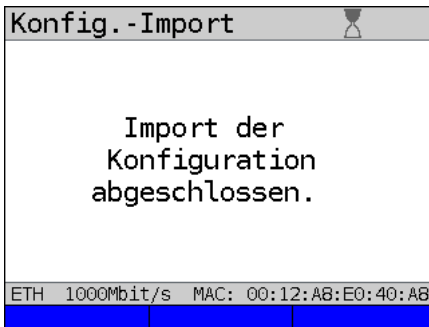 Konfig.-Import
Import der
Konfiguration
abgeschlossen.
ETH 1000Mbit/s MAC: 00:12:A8:E0:40:A8